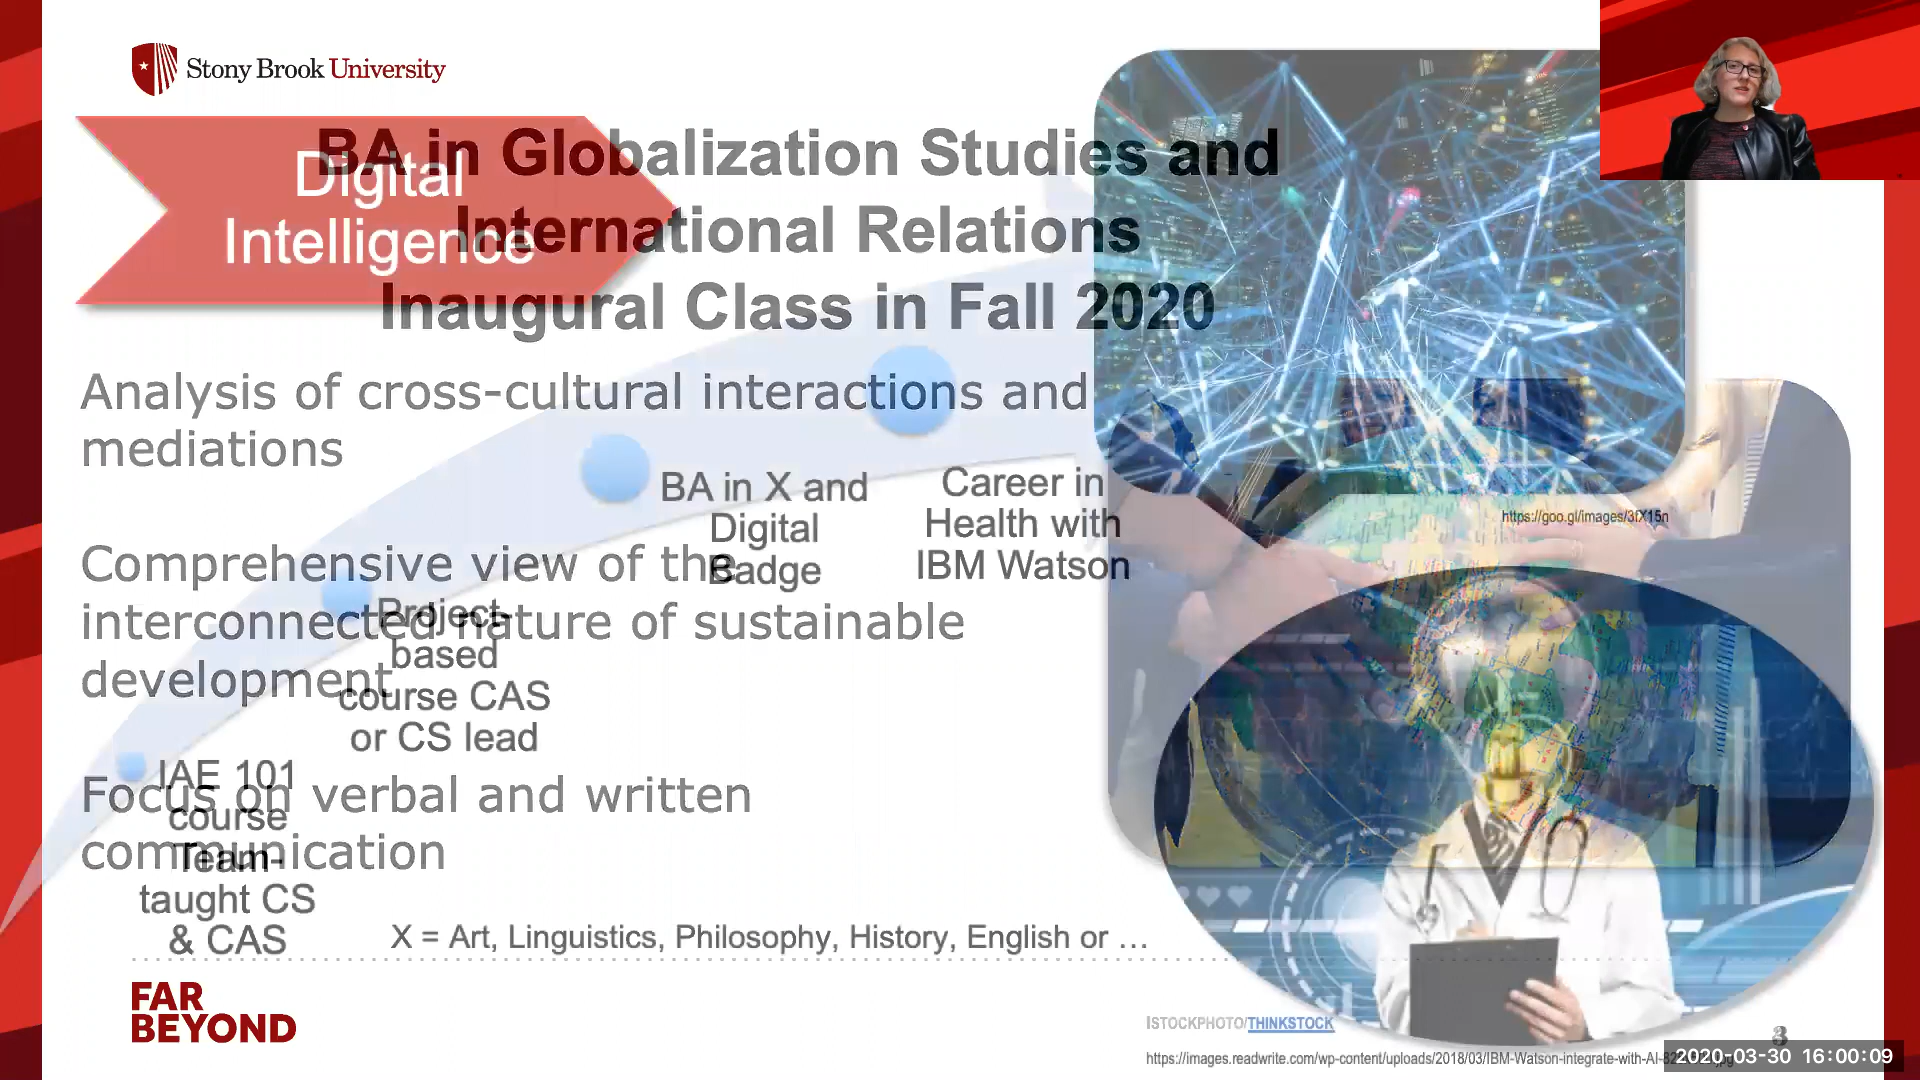 Stony Brook University
BA in Globalization Studies and
International Relations
Inaugural Class in Fall 2020
Digital
Intelligence
Analysis of cross-cultural interactions and
mediations
Comprehensive view of the
interconnected nature of sustainable
development
Focus on verbal and written
communication
IAE 101
course
Team-
taught CS
& CAS
Project-
based
course CAS
or CS lead
BA in X and
Digital
Badge
Career in
Health with
IBM Watson
X = Art, Linguistics, Philosophy, History, English or …
https://goo.gl/images/3fX15n
FAR
BEYOND
ISTOCKPHOTO/THINKSTOCK
https://images.readwrite.com/wp-content/uploads/2018/03/IBM-Watson-integrate-with-AI-
3
2020-03-30 16:00:09